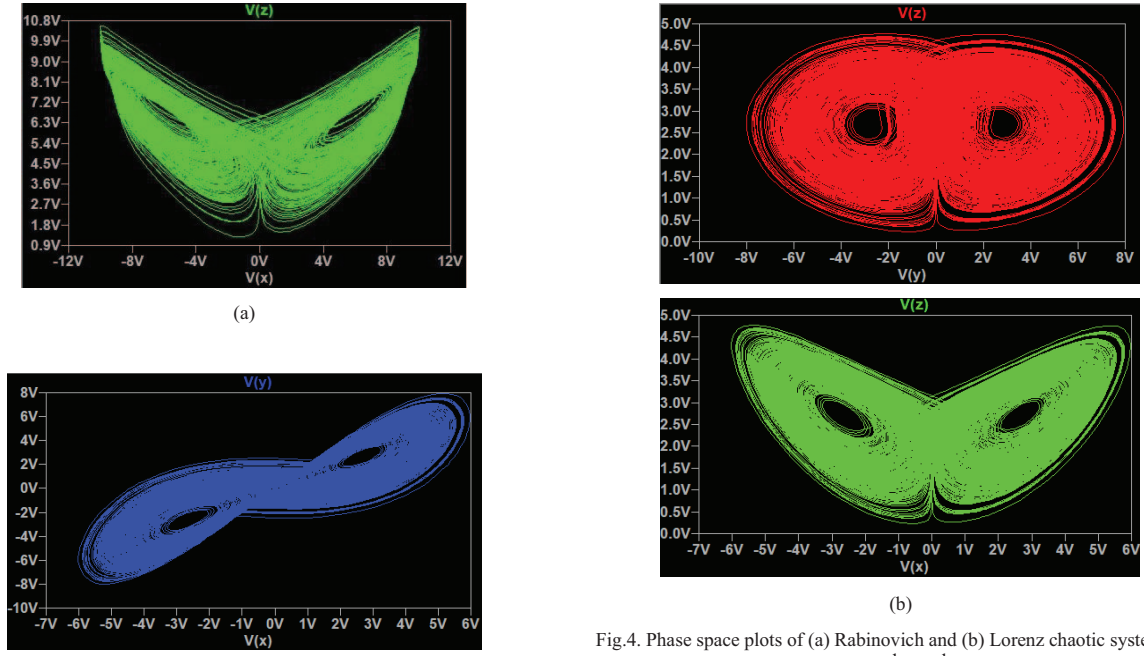 V(z)
10.8V
9.9V
9.0V
8.1V
7.2V
6.3V
5.4V
4.5V
3.6V
2.7V
1.8V
0.9V
-12V -8V -4V 0V 4V 8V 12V
V(x)
(a)
V(y)
8V
6V
4V
2V
0V
-2V
-4V
-6V
-8V
-10V
-7V -6V -5V -4V -3V -2V -1V 0V 1V 2V 3V 4V 5V 6V
V(x)
V(z)
5.0V
4.5V
4.0V
3.5V
3.0V
2.5V
2.0V
1.5V
1.0V
0.5V
0.0V
-10V -8V -6V -4V -2V 0V 2V 4V 6V 8V
V(y)
V(z)
5.0V
4.5V
4.0V
3.5V
3.0V
2.5V
2.0V
1.5V
1.0V
0.5V
0.0V
-7V -6V -5V -4V -3V -2V -1V 0V 1V 2V 3V 4V 5V 6V
V(x)
(b)
Fig.4. Phase space plots of (a) Rabinovich and (b) Lorenz chaotic syste